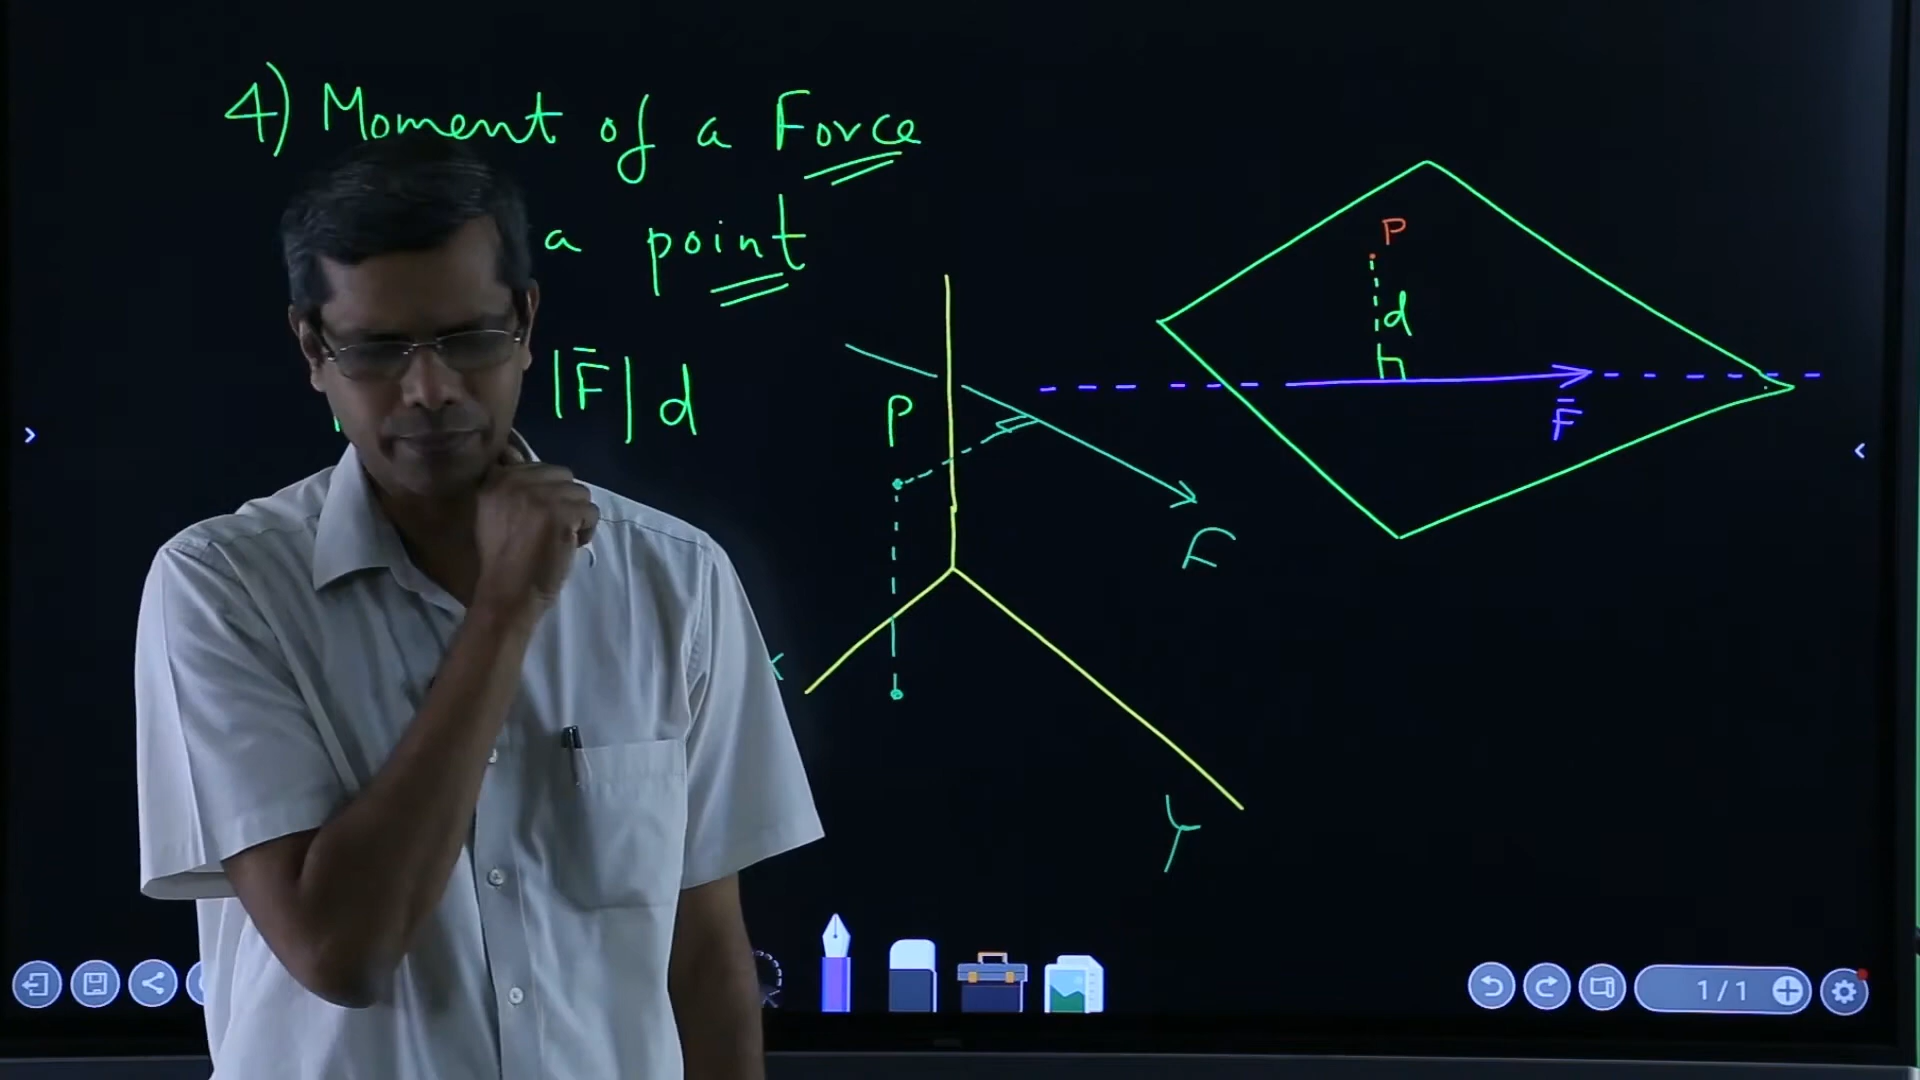 4) Moment of a Force
a point
|F̄| d
P
F
X
Y
P
d
F̄
1/1